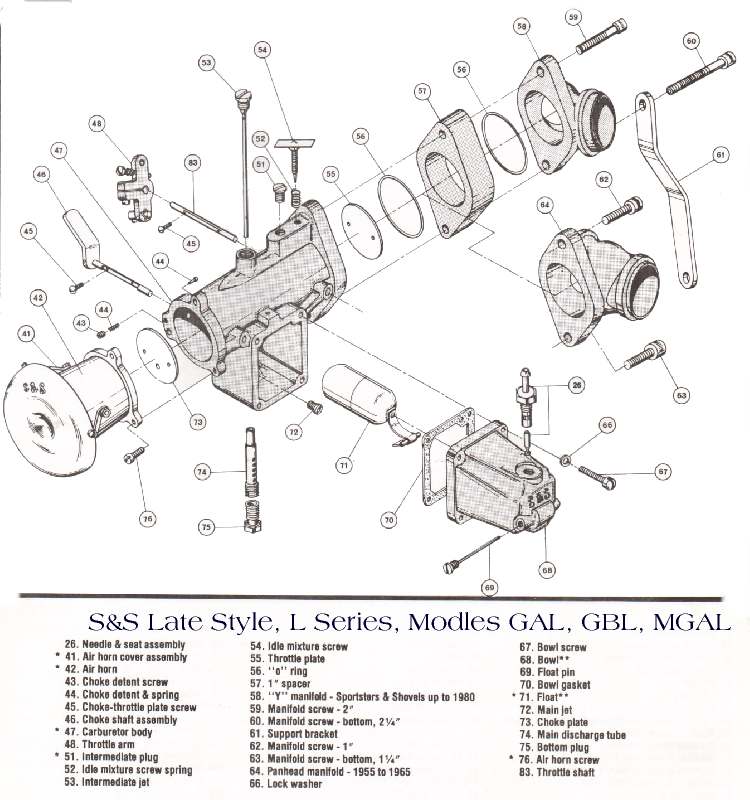 59
58
54
60
53
56
57
48
52
83
51
56
47
55
61
46
62
64
45
45
44
42
44
43
41
S&S
63
26
73
72
66
74
71
67
S&S
76
70
75
68
69
S&S Late Style, L Series, Modles GAL, GBL, MGAL
26. Needle & seat assembly
* 41. Air horn cover assembly
* 42. Air horn
43. Choke detent screw
44. Choke detent & spring
45. Choke-throttle plate screw
46. Choke shaft assembly
* 47. Carburetor body
48. Throttle arm
* 51. Intermediate plug
52. Idle mixture screw spring
53. Intermediate jet
54. Idle mixture screw
55. Throttle plate
56. "o" ring
57. 1" spacer
58. "Y" manifold - Sportsters & Shovels up to 1980
59. Manifold screw - 2"
60. Manifold screw - bottom, 2¼"
61. Support bracket
62. Manifold screw - 1"
63. Manifold screw - bottom, 1¼"
64. Panhead manifold - 1955 to 1965
66. Lock washer
67. Bowl screw
68. Bowl**
69. Float pin
70. Bowl gasket
* 71. Float**
72. Main jet
73. Choke plate
74. Main discharge tube
75. Bottom plug
* 76. Air horn screw
83. Throttle shaft